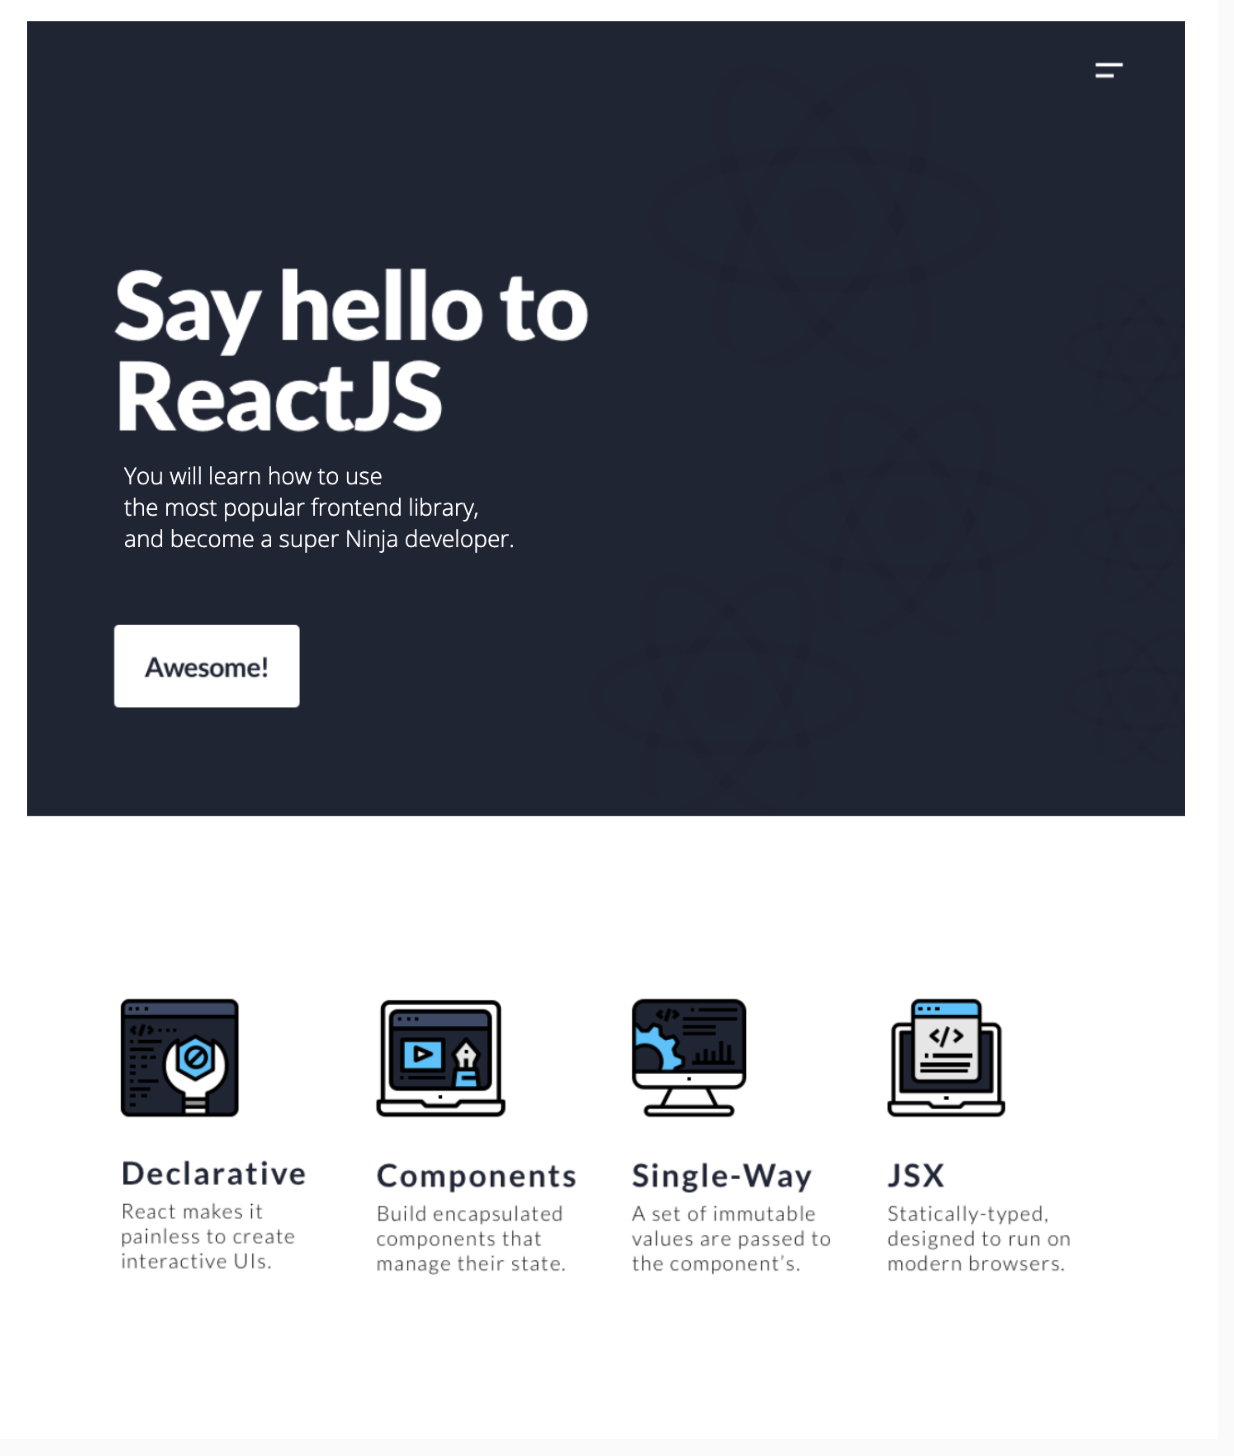 Say hello to
ReactJS
You will learn how to use
the most popular frontend library,
and become a super Ninja developer.
Awesome!
</>
</>
</>
Declarative
React makes it
painless to create
interactive UIs.
Components
Build encapsulated
components that
manage their state.
Single-Way
A set of immutable
values are passed to
the component’s.
JSX
Statically-typed,
designed to run on
modern browsers.